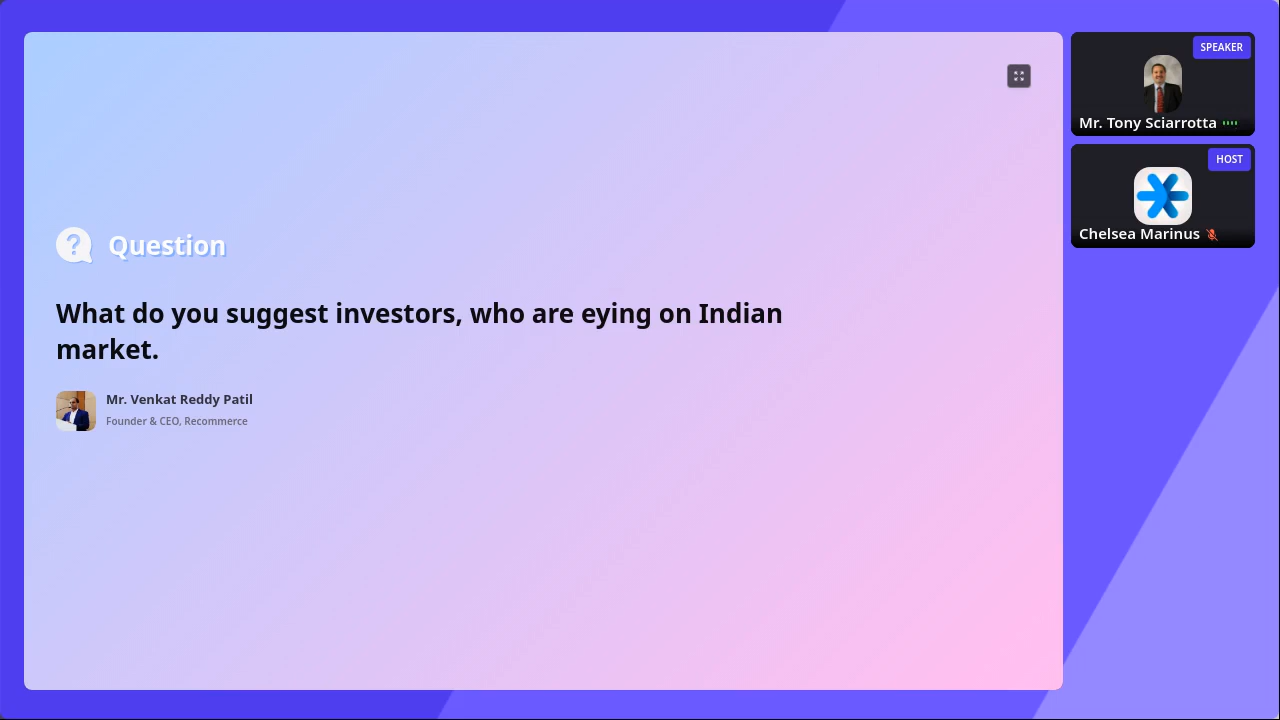 Question
What do you suggest investors, who are eying on Indian
market.
Mr. Venkat Reddy Patil
Founder & CEO, Recommerce
SPEAKER
Mr. Tony Sciarrotta
HOST
Chelsea Marinus